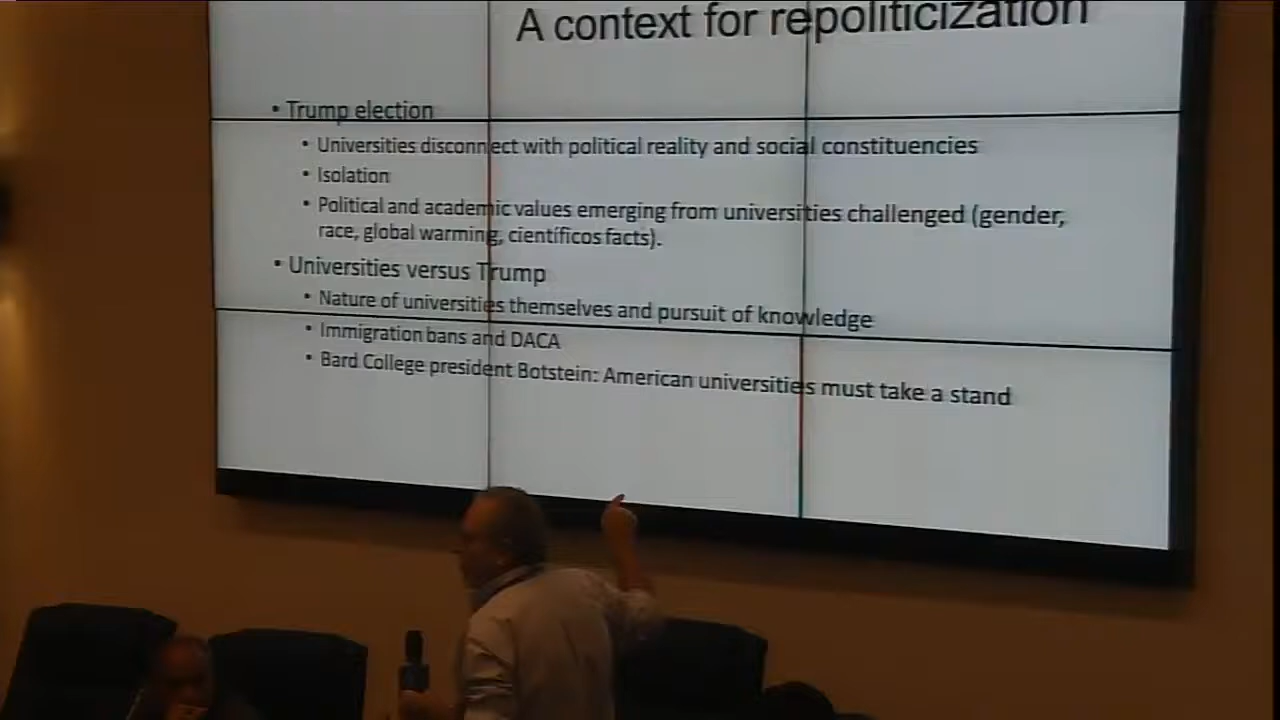 A context for repoliticization
• Trump election
• Universities disconnect with political reality and social constituencies
• Isolation
• Political and academic values emerging from universities challenged (gender,
race, global warming, científicos facts).
• Universities versus Trump
• Nature of universities themselves and pursuit of knowledge
• Immigration bans and DACA
• Bard College president Botstein: American universities must take a stand